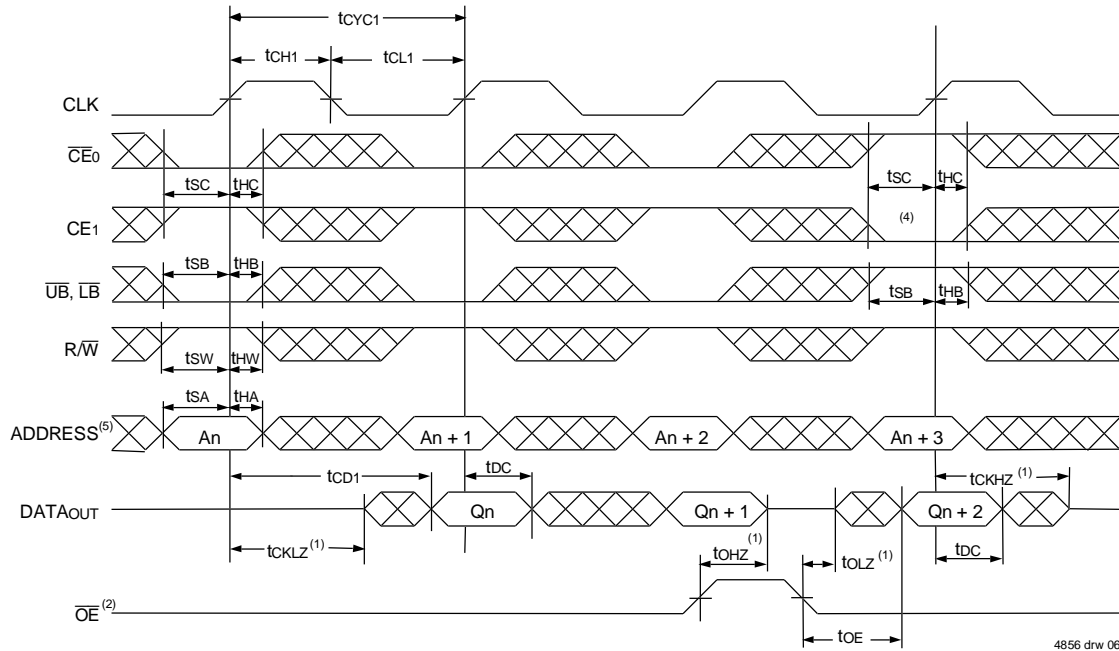 tCYC1
tCH1 tCL1
CLK
CE0
tSC tHC tSC tHC
CE1 (4)
tSB tHB
UB, LB tSB tHB
R/W
tSW tHW
tSA tHA
ADDRESS(5) An An + 1 An + 2 An + 3
tCD1 tDC tCKHZ (1)
DATAOUT Qn Qn + 1 Qn + 2
tCKLZ (1) tOHZ (1) tOLZ (1) tDC
OE (2)
tOE
4856 drw 06